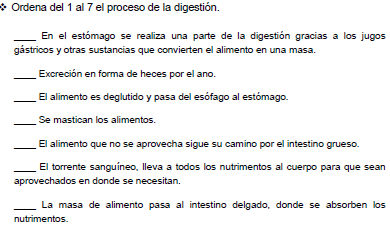 ❖ Ordena del 1 al 7 el proceso de la digestión.
____ En el estómago se realiza una parte de la digestión gracias a los jugos
gástricos y otras sustancias que convierten el alimento en una masa.
____ Excreción en forma de heces por el ano.
____ El alimento es deglutido y pasa del esófago al estómago.
____ Se mastican los alimentos.
____ El alimento que no se aprovecha sigue su camino por el intestino grueso.
____ El torrente sanguíneo, lleva a todos los nutrimentos al cuerpo para que sean
aprovechados en donde se necesitan.
____ La masa de alimento pasa al intestino delgado, donde se absorben los
nutrimentos.